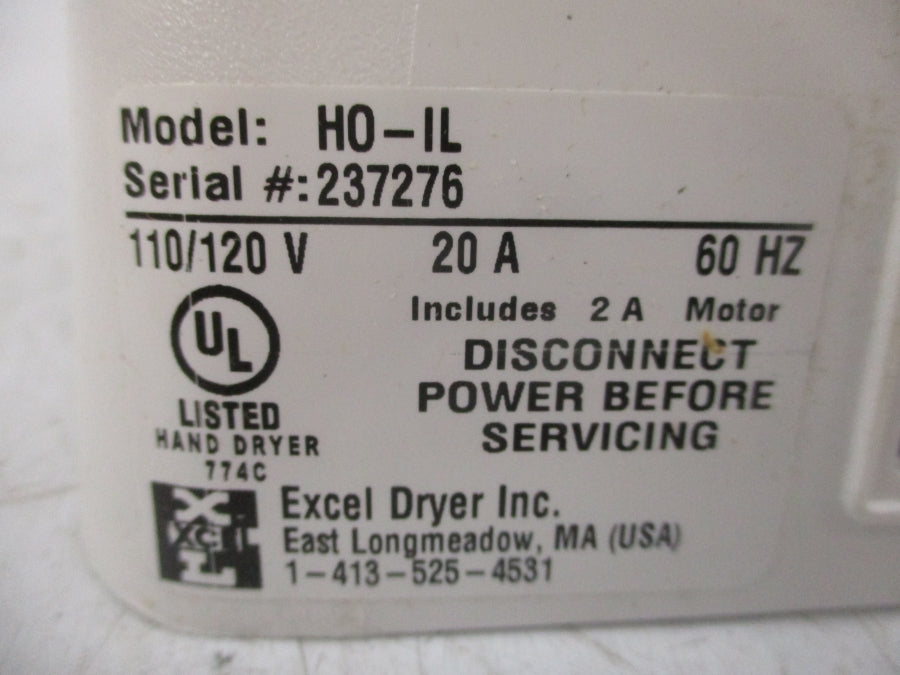 Model: HO-IL
Serial #: 237276
110/120 V 20 A 60 HZ
Includes 2 A Motor
UL
LISTED
HAND DRYER
774C
DISCONNECT
POWER BEFORE
SERVICING
XCL
Excel Dryer Inc.
East Longmeadow, MA (USA)
1-413-525-4531